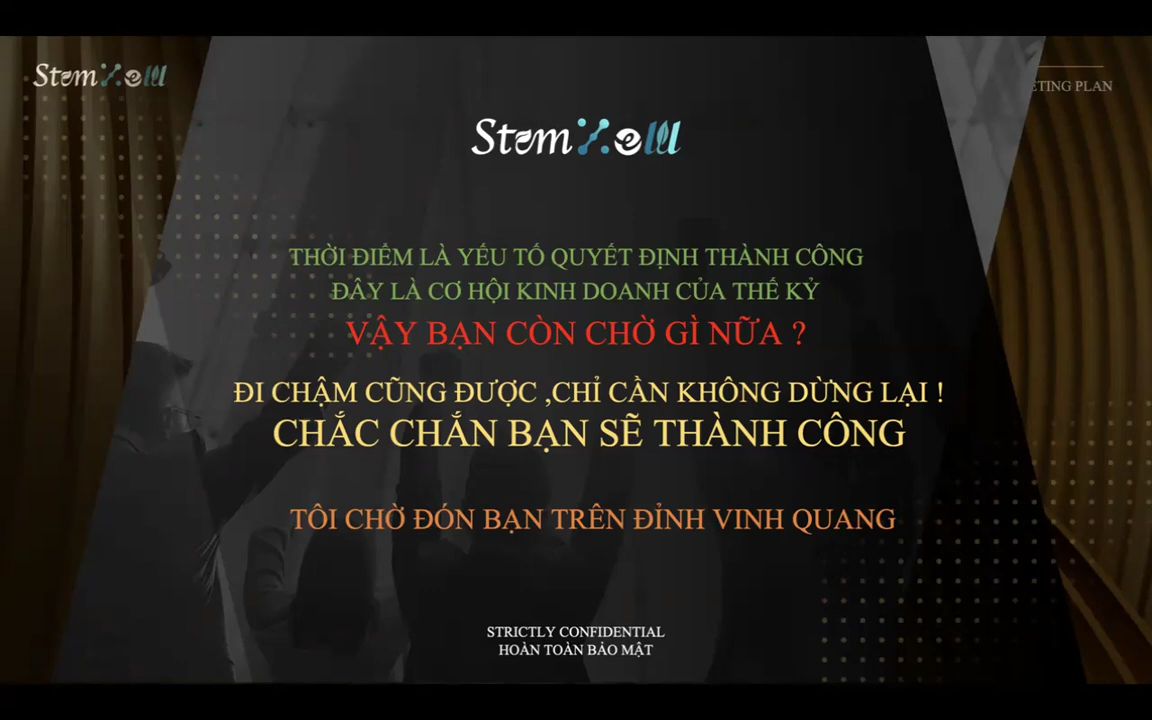 StemXell
ETING PLAN
StemXell
THỜI ĐIỂM LÀ YẾU TỐ QUYẾT ĐỊNH THÀNH CÔNG
ĐÂY LÀ CƠ HỘI KINH DOANH CỦA THẾ KỶ
VẬY BẠN CÒN CHỜ GÌ NỮA ?
ĐI CHẬM CŨNG ĐƯỢC ,CHỈ CẦN KHÔNG DỪNG LẠI !
CHẮC CHẮN BẠN SẼ THÀNH CÔNG
TÔI CHỜ ĐÓN BẠN TRÊN ĐỈNH VINH QUANG
STRICTLY CONFIDENTIAL
HOÀN TOÀN BẢO MẬT